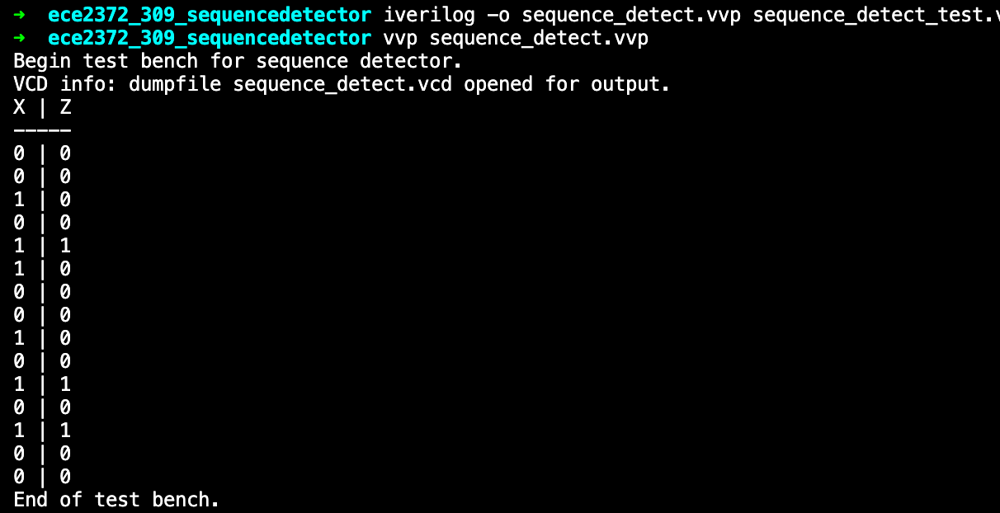 ➜  ece2372_309_sequencedetector iverilog -o sequence_detect.vvp sequence_detect_test.v
➜  ece2372_309_sequencedetector vvp sequence_detect.vvp
Begin test bench for sequence detector.
VCD info: dumpfile sequence_detect.vcd opened for output.
X | Z
-----
0 | 0
0 | 0
1 | 0
0 | 0
1 | 1
1 | 0
0 | 0
0 | 0
1 | 0
0 | 0
1 | 1
0 | 0
1 | 1
0 | 0
0 | 0
End of test bench.